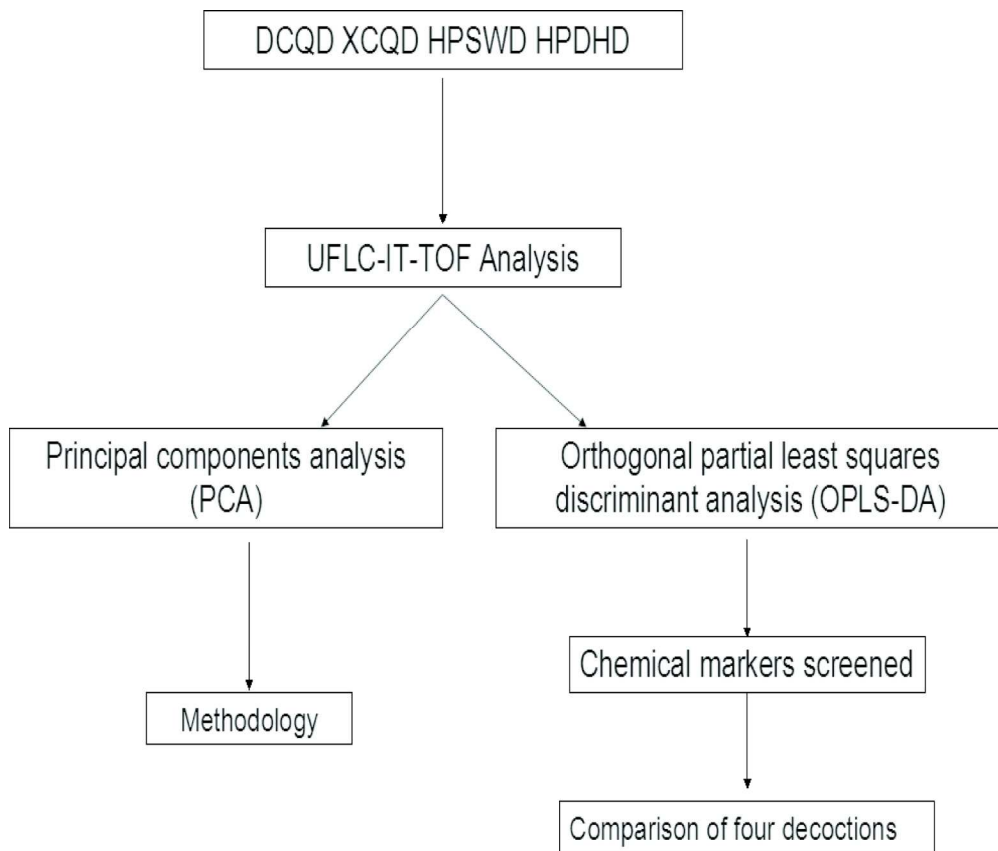 DCQD XCQD HPSWD HPDHD
UFLC-IT-TOF Analysis
Principal components analysis
(PCA)
Orthogonal partial least squares
discriminant analysis (OPLS-DA)
Methodology
Chemical markers screened
Comparison of four decoctions